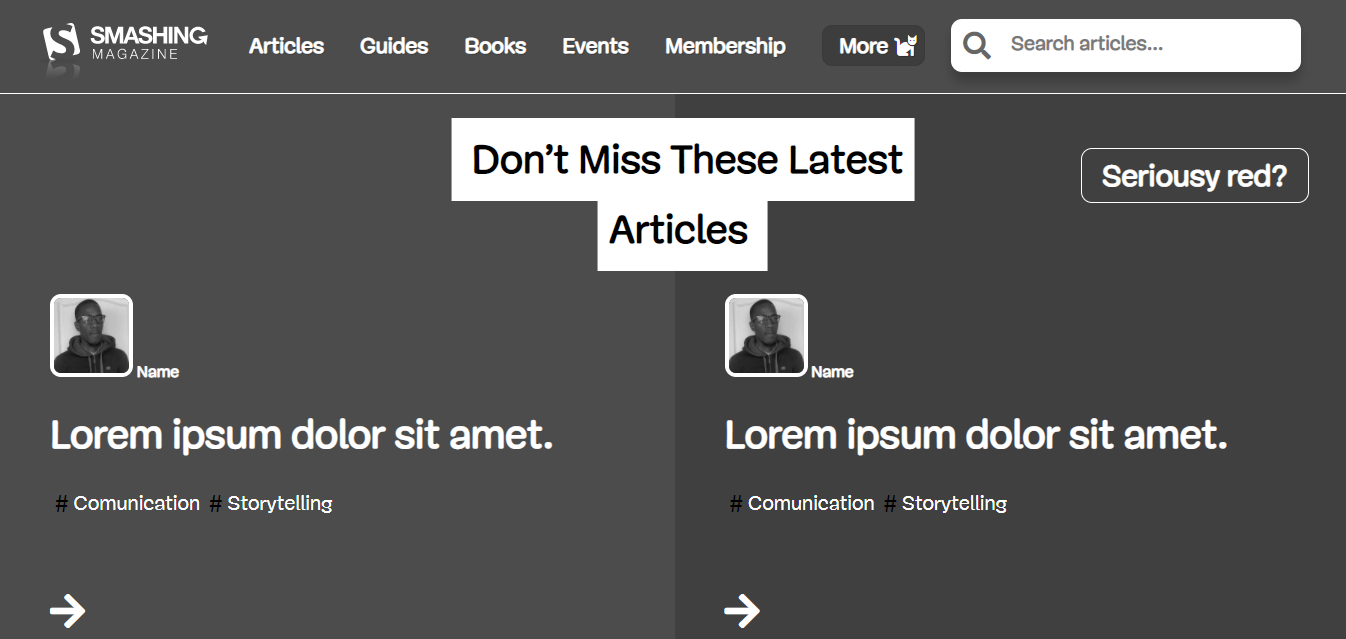 SMASHING
MAGAZINE
Articles Guides Books Events Membership More Search articles...
Don’t Miss These Latest
Articles
Seriousy red?
Name
Lorem ipsum dolor sit amet.
# Comunication # Storytelling
Name
Lorem ipsum dolor sit amet.
# Comunication # Storytelling